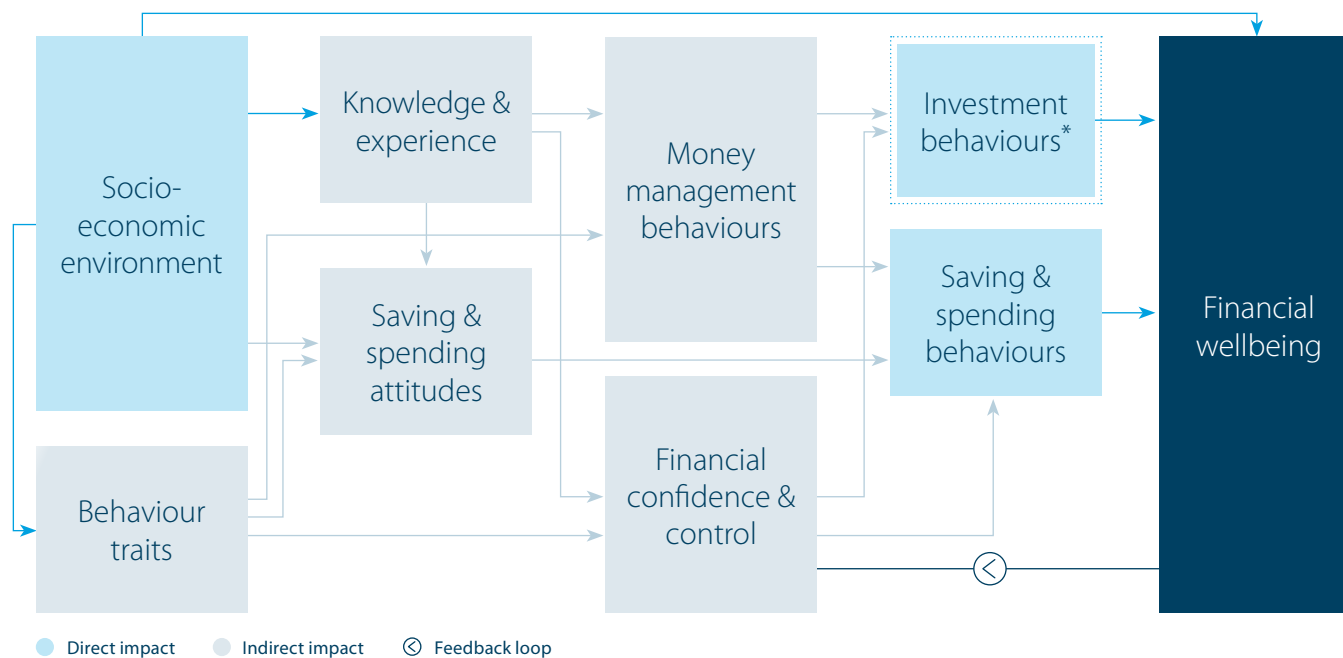 Socio-
economic
environment
Behaviour
traits
Knowledge &
experience
Saving &
spending
attitudes
Money
management
behaviours
Financial
confidence &
control
Investment
behaviours*
Saving &
spending
behaviours
Financial
wellbeing
Direct impact
Indirect impact
Feedback loop